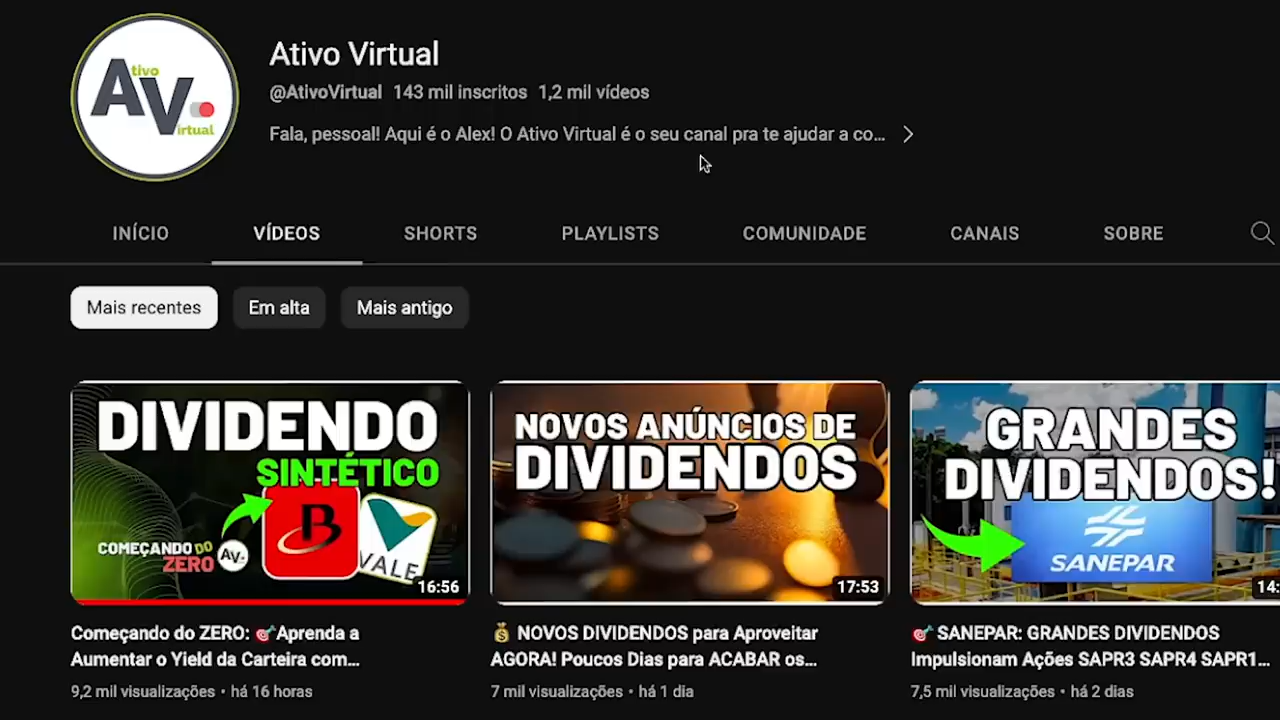 Ativo Virtual
Ativo Virtual
@AtivoVirtual 143 mil inscritos 1,2 mil vídeos
Fala, pessoal! Aqui é o Alex! O Ativo Virtual é o seu canal pra te ajudar a co...
INÍCIO VÍDEOS SHORTS PLAYLISTS COMUNIDADE CANAIS SOBRE
Mais recentes Em alta Mais antigo
DIVIDENDO
SINTÉTICO
B
VALE
COMEÇANDO DO
ZERO
AV.
16:56
NOVOS ANÚNCIOS DE
DIVIDENDOS
17:53
GRANDES
DIVIDENDOS!
SANEPAR
14:
Começando do ZERO: 🎯Aprenda a
Aumentar o Yield da Carteira com...
9,2 mil visualizações • há 16 horas
💰 NOVOS DIVIDENDOS para Aproveitar
AGORA! Poucos Dias para ACABAR os...
7 mil visualizações • há 1 dia
🎯 SANEPAR: GRANDES DIVIDENDOS
Impulsionam Ações SAPR3 SAPR4 SAPR1...
7,5 mil visualizações • há 2 dias